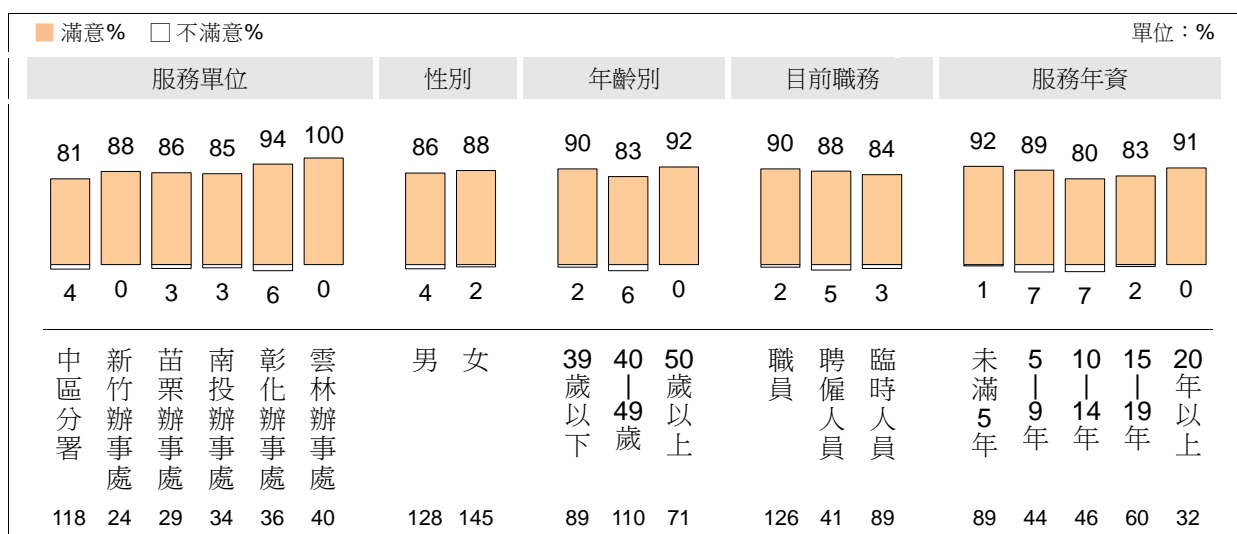 滿意% 不滿意% 單位：%
服務單位 性別 年齡別 目前職務 服務年資
81 88 86 85 94 100 86 88 90 83 92 90 88 84 92 89 80 83 91
4 0 3 3 6 0 4 2 2 6 0 2 5 3 1 7 7 2 0
中區分署
新竹辦事處
苗栗辦事處
南投辦事處
彰化辦事處
雲林辦事處
男
女
39歲以下
40–49歲
50歲以上
職員
聘僱人員
臨時人員
未滿5年
5–9年
10–14年
15–19年
20年以上
118 24 29 34 36 40 128 145 89 110 71 126 41 89 89 44 46 60 32